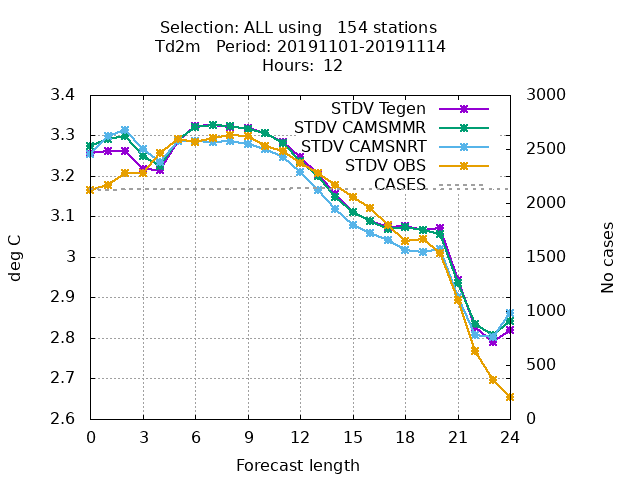 Selection: ALL using   154 stations
Td2m   Period: 20191101-20191114
Hours:  12
STDV Tegen
STDV CAMSMMR
STDV CAMSNRT
STDV OBS
CASES
3.4
3.3
3.2
3.1
3
2.9
2.8
2.7
2.6
3000
2500
2000
1500
1000
500
0
deg C
No cases
0 3 6 9 12 15 18 21 24
Forecast length